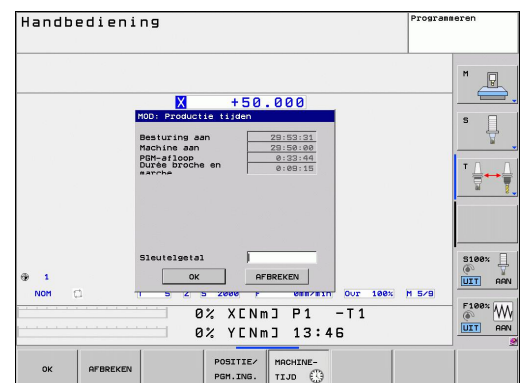 Handbediening
Programmeren
X +50.000
MOD: Productie tijden
Besturing aan 29:53:31
Machine aan 29:50:00
PGM-afloop 0:33:44
Durée broche en marche 0:09:15
Sleutelgetal
OK AFBREKEN
M
S
T
1
NOM T 5 Z S 2000 F 0mm/min Ovr 100% M 5/9
0% X[Nm] P1 -T1
0% Y[Nm] 13:46
S100%
UIT AAN
F100%
UIT AAN
OK
AFBREKEN
POSITIE/
PGM.ING.
MACHINE-
TIJD